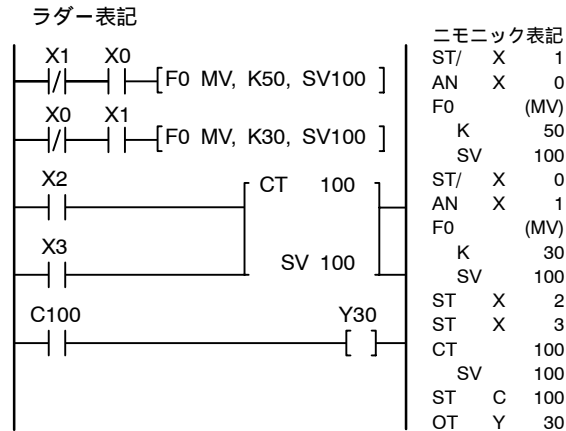 ラダー表記
X1 X0
[F0 MV, K50, SV100 ]
X0 X1
[F0 MV, K30, SV100 ]
X2
CT 100
X3
SV 100
C100 Y30
ニモニック表記
ST/ X 1
AN X 0
F0 (MV)
K 50
SV 100
ST/ X 0
AN X 1
F0 (MV)
K 30
SV 100
ST X 2
ST X 3
CT 100
SV 100
ST C 100
OT Y 30